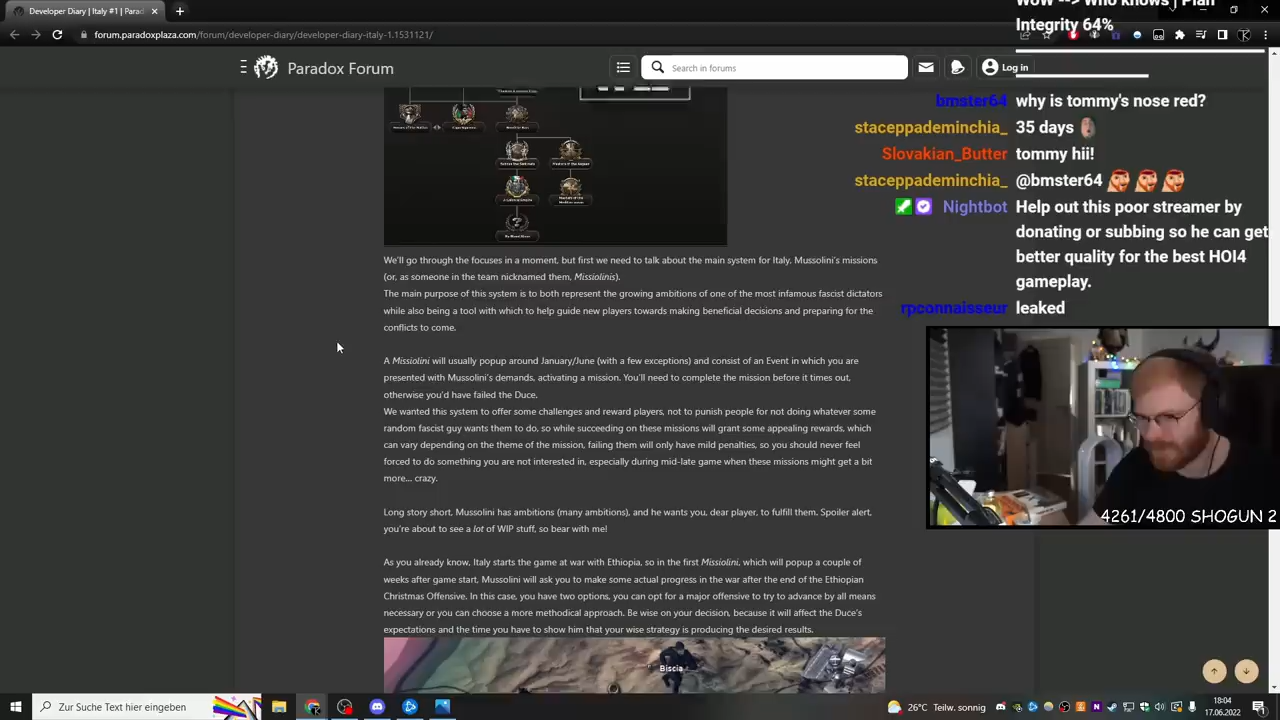 Developer Diary | Italy #1 | Parad
forum.paradoxplaza.com/forum/developer-diary/developer-diary-italy-1.1531121/
Paradox Forum
Search in forums
Log in
WoW --> Who knows | Plan
Integrity 64%
bmster64 why is tommy's nose red?
staceppademinchia_ 35 days
Slovakian_Butter tommy hii!
staceppademinchia_ @bmster64
Nightbot Help out this poor streamer by
donating or subbing so he can get
better quality for the best HOI4
gameplay.
rpconnaisseur leaked
We'll go through the focuses in a moment, but first we need to talk about the main system for Italy. Mussolini's missions
(or, as someone in the team nicknamed them, Missiolinis).
The main purpose of this system is to both represent the growing ambitions of one of the most infamous fascist dictators
while also being a tool with which to help guide new players towards making beneficial decisions and preparing for the
conflicts to come.
A Missiolini will usually popup around January/June (with a few exceptions) and consist of an Event in which you are
presented with Mussolini's demands, activating a mission. You'll need to complete the mission before it times out,
otherwise you'd have failed the Duce.
We wanted this system to offer some challenges and reward players, not to punish people for not doing whatever some
random fascist guy wants them to do, so while succeeding on these missions will grant some appealing rewards, which
can vary depending on the theme of the mission, failing them will only have mild penalties, so you should never feel
forced to do something you are not interested in, especially during mid-late game when these missions might get a bit
more... crazy.
Long story short, Mussolini has ambitions (many ambitions), and he wants you, dear player, to fulfill them. Spoiler alert,
you're about to see a lot of WIP stuff, so bear with me!
As you already know, Italy starts the game at war with Ethiopia, so in the first Missiolini, which will popup a couple of
weeks after game start, Mussolini will ask you to make some actual progress in the war after the end of the Ethiopian
Christmas Offensive. In this case, you have two options, you can opt for a major offensive to try to advance by all means
necessary or you can choose a more methodical approach. Be wise on your decision, because it will affect the Duce's
expectations and the time you have to show him that your wise strategy is producing the desired results.
Biscia
4261/4800 SHOGUN 2
Zur Suche Text hier eingeben
26°C Teilw. sonnig
18:04
17.06.2022